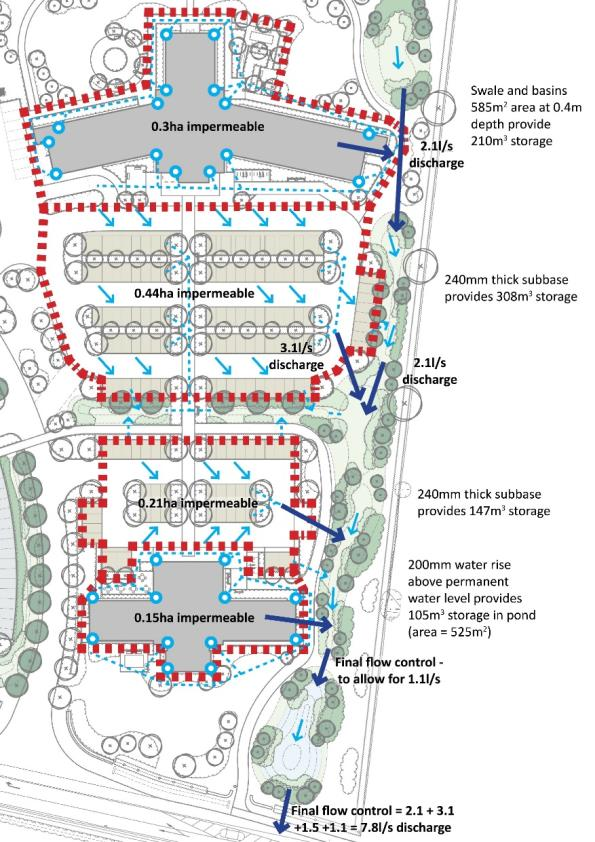 Swale and basins
585m² area at 0.4m
depth provide
210m³ storage
0.3ha impermeable
2.1l/s
discharge
240mm thick subbase
provides 308m³ storage
0.44ha impermeable
3.1l/s
discharge
2.1l/s
discharge
240mm thick subbase
provides 147m³ storage
0.21ha impermeable
200mm water rise
above permanent
water level provides
105m³ storage in pond
(area = 525m²)
0.15ha impermeable
Final flow control -
to allow for 1.1l/s
Final flow control = 2.1 + 3.1
+1.5 +1.1 = 7.8l/s discharge